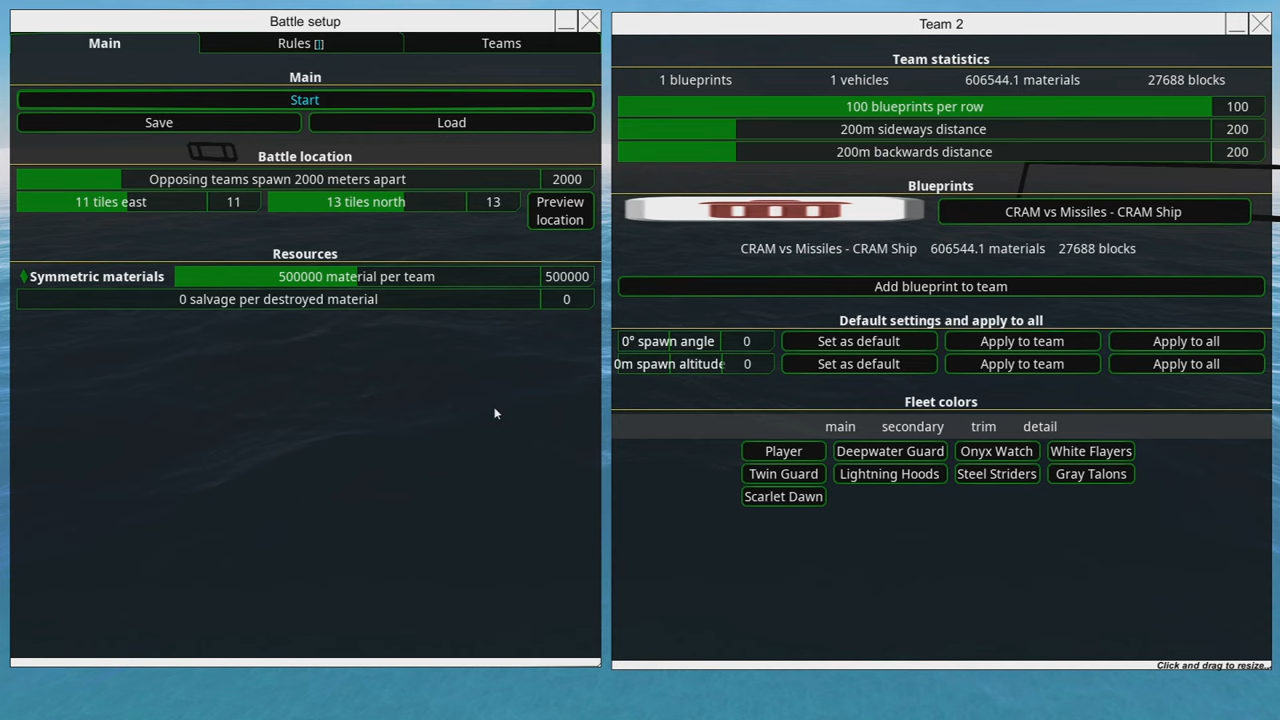 Battle setup
Main
Rules []
Teams
Main
Start
Save
Load
Battle location
Opposing teams spawn 2000 meters apart
2000
11 tiles east
11
13 tiles north
13
Preview location
Resources
Symmetric materials
500000 material per team
500000
0 salvage per destroyed material
0
Team 2
Team statistics
1 blueprints
1 vehicles
606544.1 materials
27688 blocks
100 blueprints per row
100
200m sideways distance
200
200m backwards distance
200
Blueprints
CRAM vs Missiles - CRAM Ship
CRAM vs Missiles - CRAM Ship 606544.1 materials 27688 blocks
Add blueprint to team
Default settings and apply to all
0° spawn angle
0
Set as default
Apply to team
Apply to all
0m spawn altitude
0
Set as default
Apply to team
Apply to all
Fleet colors
main
secondary
trim
detail
Player
Deepwater Guard
Onyx Watch
White Flayers
Twin Guard
Lightning Hoods
Steel Striders
Gray Talons
Scarlet Dawn
Click and drag to resize...